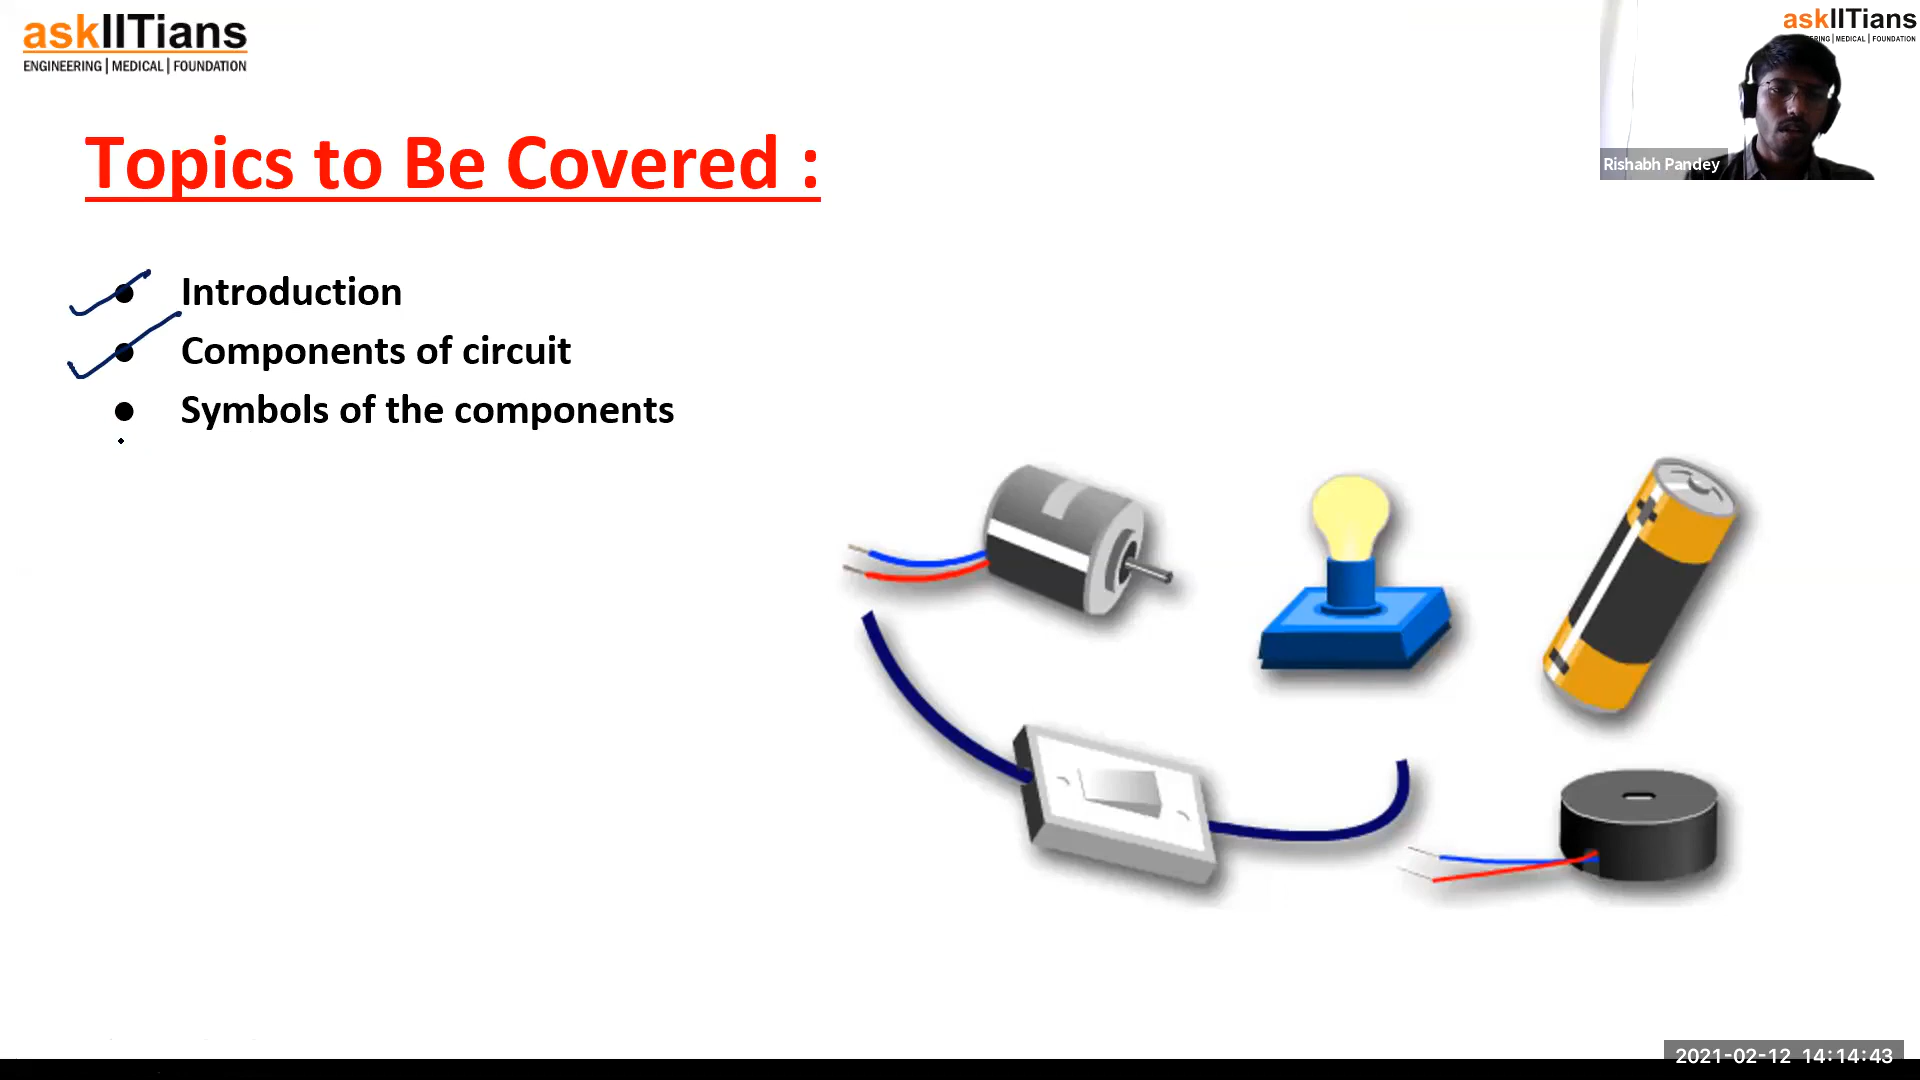 askIITians
ENGINEERING | MEDICAL | FOUNDATION
askIITians
RING | MEDICAL | FOUNDATION
Rishabh Pandey
Topics to Be Covered :
● Introduction
● Components of circuit
● Symbols of the components
2021-02-12 14:14:43